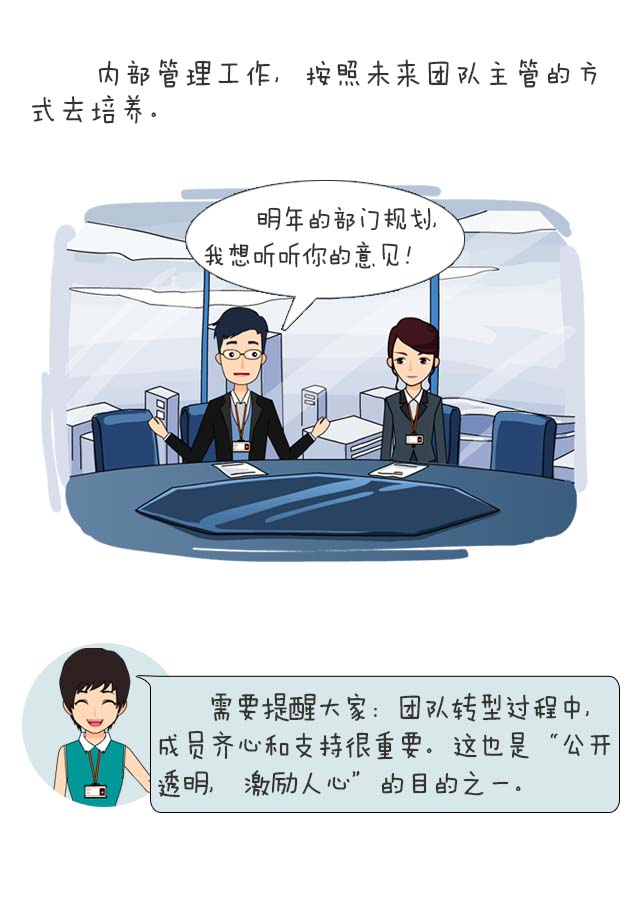 内部管理工作，按照未来团队主管的方
式去培养。
明年的部门规划，
我想听听你的意见！
需要提醒大家：团队转型过程中，
成员齐心和支持很重要。这也是“公开
透明，激励人心”的目的之一。